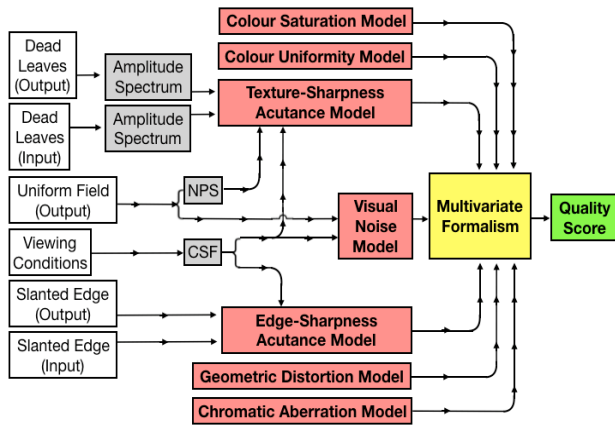 Colour Saturation Model
Colour Uniformity Model
Dead
Leaves
(Output)
Amplitude
Spectrum
Texture-Sharpness
Acutance Model
Dead
Leaves
(Input)
Amplitude
Spectrum
Uniform Field
(Output)
NPS
Visual
Noise
Model
Multivariate
Formalism
Quality
Score
Viewing
Conditions
CSF
Slanted Edge
(Output)
Edge-Sharpness
Acutance Model
Slanted Edge
(Input)
Geometric Distortion Model
Chromatic Aberration Model